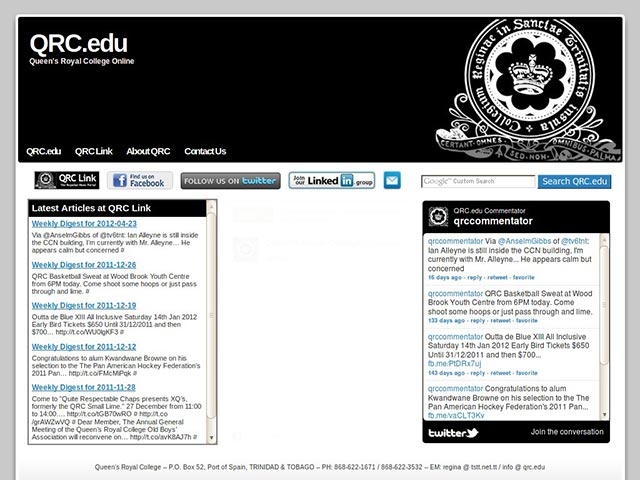 QRC.edu
Queen's Royal College Online
Collegium Reginae in Sanctae Trinitatis insula
CERTANT OMNES
SED NON
OMNIBUS PALMA
QRC.edu QRC Link About QRC Contact Us
QRC Link
Find us on
Facebook
FOLLOW US ON twitter
Join our Linked in group
Google™ Custom Search
Search QRC.edu
Latest Articles at QRC Link
Weekly Digest for 2012-04-23
Via @AnselmGibbs of @tv6tnt: Ian Alleyne is still inside
the CCN building, I'm currently with Mr. Alleyne... He
appears calm but concerned #
Weekly Digest for 2011-12-26
QRC Basketball Sweat at Wood Brook Youth Centre
from 6PM today. Come shoot some hoops or just pass
through and lime. #
Weekly Digest for 2011-12-19
Outta de Blue XIII All Inclusive Saturday 14th Jan 2012
Early Bird Tickets $650 Until 31/12/2011 and then
$700… http://t.co/WU0lgKF3 #
Weekly Digest for 2011-12-12
Congratulations to alum Kwandwane Browne on his
selection to the The Pan American Hockey Federation's
2011 Pan… http://t.co/FMcMiPqk #
Weekly Digest for 2011-11-28
Come to "Quite Respectable Chaps presents XQ's,
formerly the QRC Small Lime." 27 December from 11:00
to 14:00.... http://t.co/tGB70wRO # http://t.co
/grAWZwVQ # Dear Member, The Annual General
Meeting of the Queen's Royal College Old Boys'
Association will reconvene on… http://t.co/avK8AJ7h #
QRC.edu Commentator
qrccommentator
qrccommentator Via @AnselmGibbs of @tv6tnt:
Ian Alleyne is still inside the CCN building, I'm
currently with Mr. Alleyne... He appears calm but
concerned
15 days ago · reply · retweet · favorite
qrccommentator QRC Basketball Sweat at Wood
Brook Youth Centre from 6PM today. Come
shoot some hoops or just pass through and lime.
133 days ago · reply · retweet · favorite
qrccommentator Outta de Blue XIII All Inclusive
Saturday 14th Jan 2012 Early Bird Tickets $650
Until 31/12/2011 and then $700...
fb.me/PtDRx7uj
143 days ago · reply · retweet · favorite
qrccommentator Congratulations to alum
Kwandwane Browne on his selection to the The
Pan American Hockey Federation's 2011 Pan...
fb.me/vaCLT3Kv
twitter
Join the conversation
Queen's Royal College – P.O. Box 52, Port of Spain, TRINIDAD & TOBAGO – PH: 868-622-1671 / 868-622-3532 – EM: regina @ tstt.net.tt / info @ qrc.edu